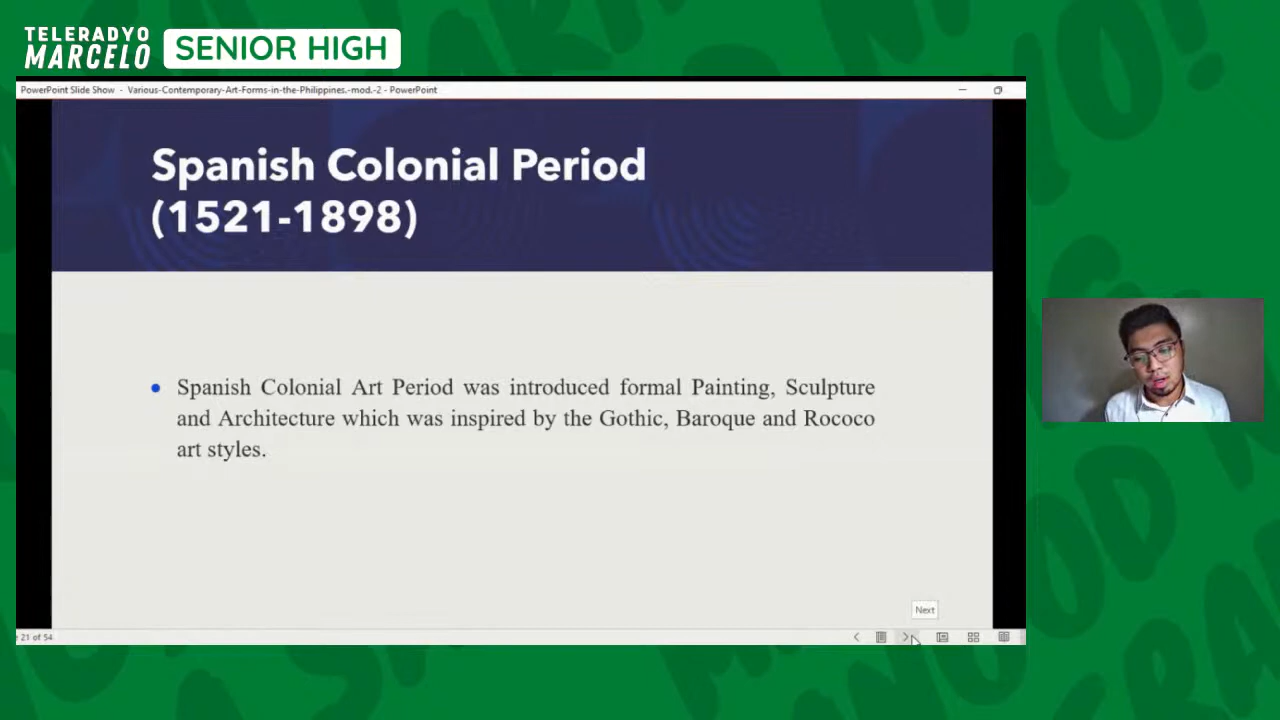 TELERADYO
MARCELO
SENIOR HIGH
PowerPoint Slide Show - Various-Contemporary-Art-Forms-in-the-Philippines.-mod.-2 - PowerPoint
Spanish Colonial Period
(1521-1898)
• Spanish Colonial Art Period was introduced formal Painting, Sculpture
and Architecture which was inspired by the Gothic, Baroque and Rococo
art styles.
Next
21 of 54